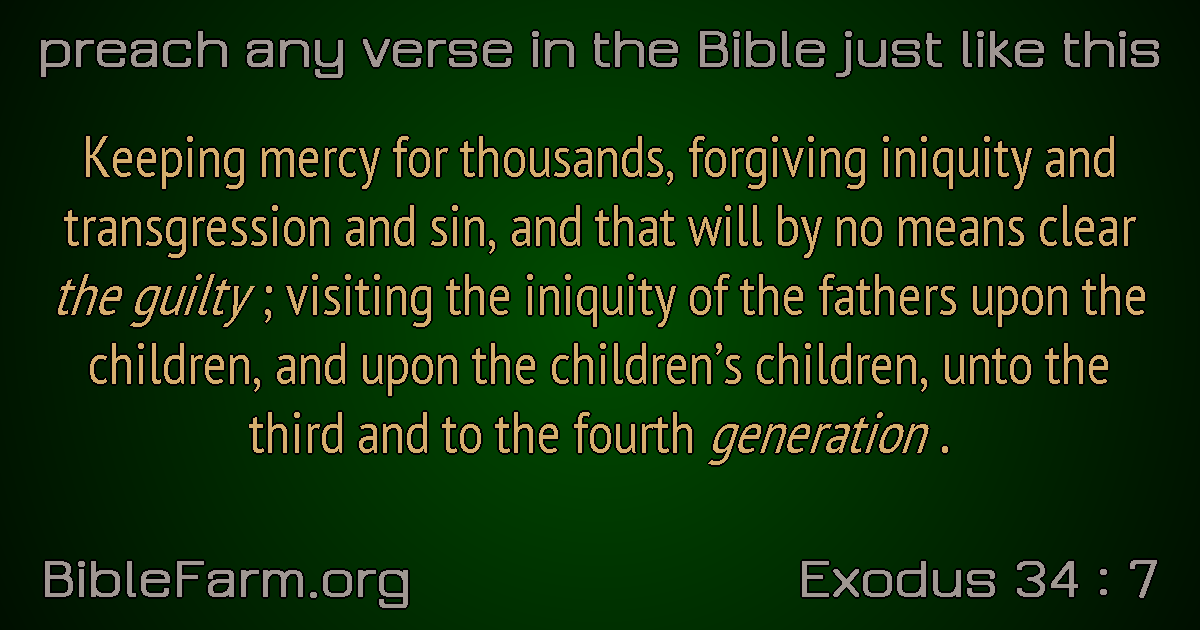 preach any verse in the Bible just like this
Keeping mercy for thousands, forgiving iniquity and
transgression and sin, and that will by no means clear
the guilty ; visiting the iniquity of the fathers upon the
children, and upon the children’s children, unto the
third and to the fourth generation .
BibleFarm.org
Exodus 34 : 7